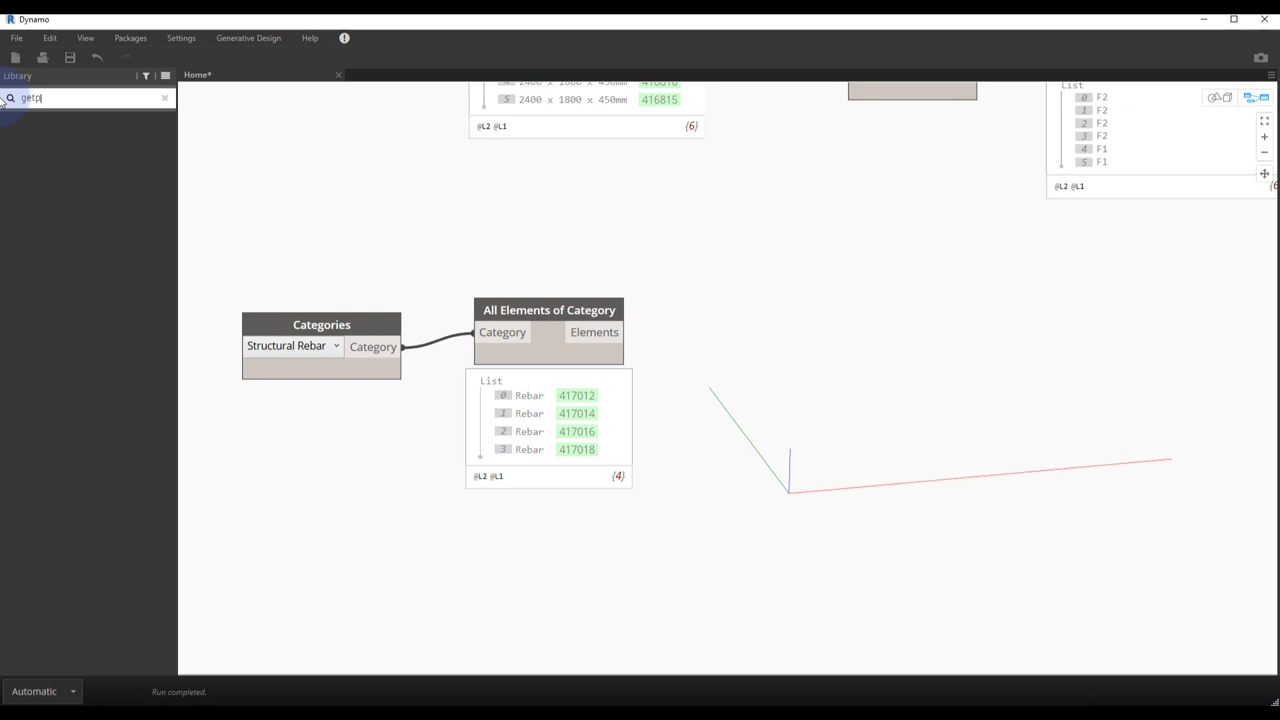 Dynamo
File Edit View Packages Settings Generative Design Help
Library
Home*
getp
5 2400 x 1800 x 450mm 416815
@L2 @L1 {6}
List
0 F2
1 F2
2 F2
3 F2
4 F1
5 F1
@L2 @L1
Categories
Structural Rebar Category
All Elements of Category
Category Elements
List
0 Rebar 417012
1 Rebar 417014
2 Rebar 417016
3 Rebar 417018
@L2 @L1 {4}
Automatic
Run completed.